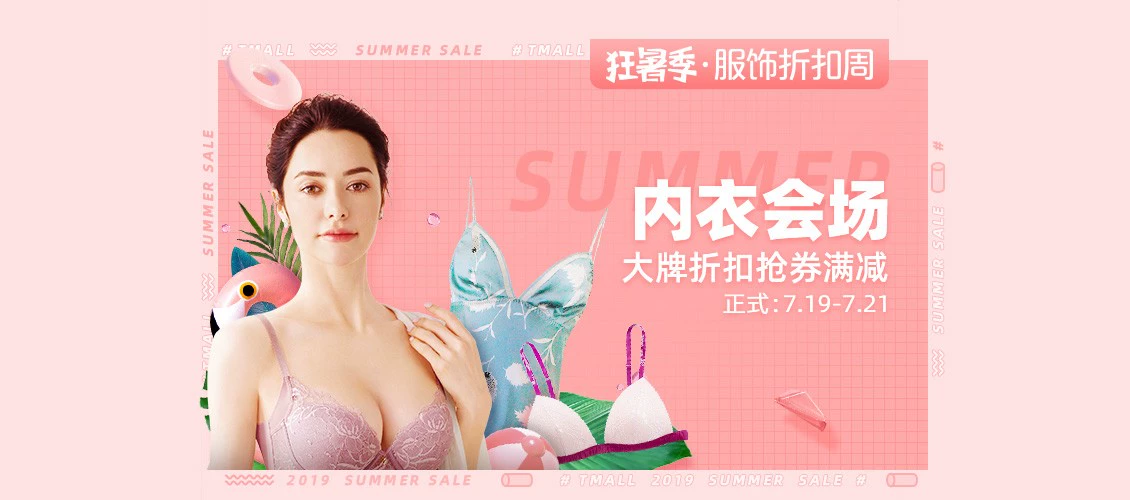 # TMALL
SUMMER SALE
# TMALL
狂暑季·服饰折扣周
SUMMER
内衣会场
大牌折扣抢券满减
正式:7.19-7.21
SUMMER SALE
TMALL
#
SUMMER SALE
2019 SUMMER SALE
# TMALL 2019 SUMMER SALE #